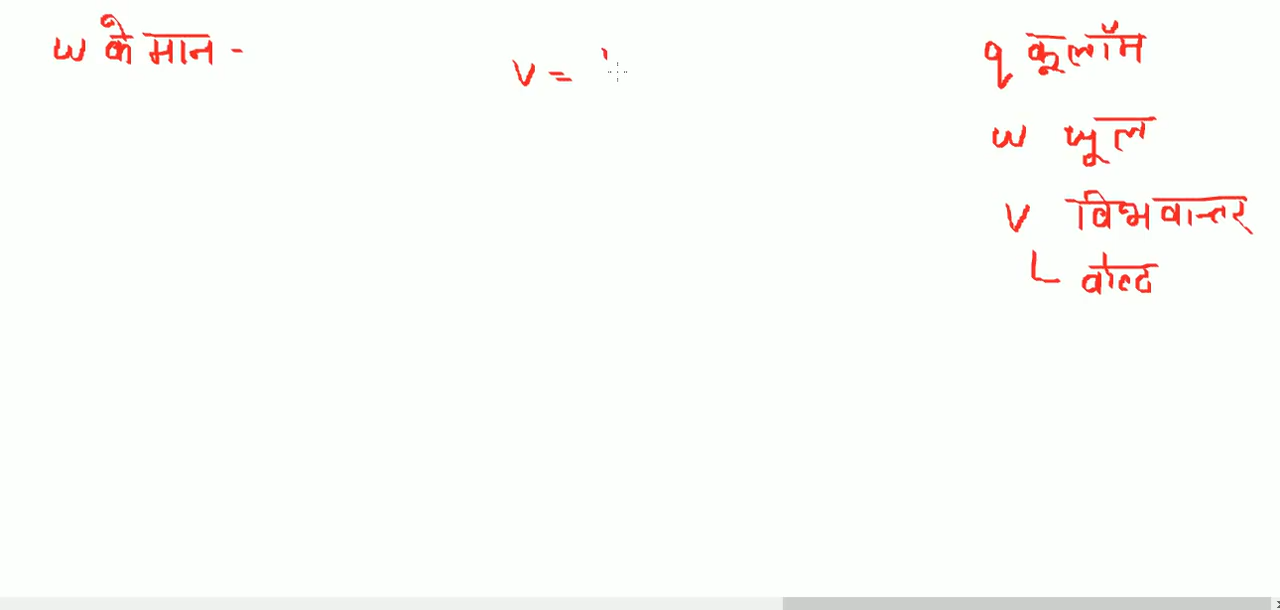 W के मान -
V =
q कूलॉम
W जूल
V विभवान्तर
वोल्ट